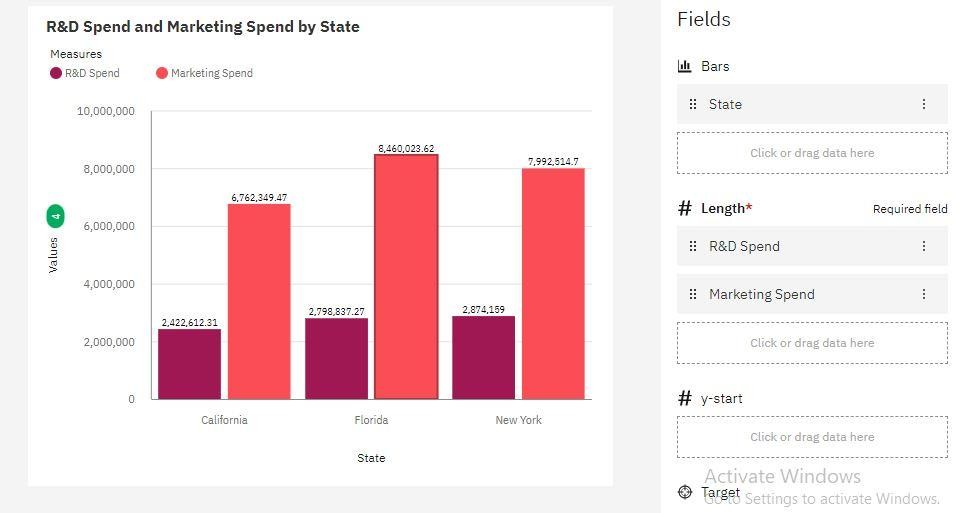 R&D Spend and Marketing Spend by State
Measures
R&D Spend Marketing Spend
10,000,000
8,000,000
6,000,000
4,000,000
2,000,000
0
Values 4
2,422,612.31
6,762,349.47
2,798,837.27
8,460,023.62
2,874,159
7,992,514.7
California Florida New York
State
Fields
Bars
State
Click or drag data here
# Length* Required field
R&D Spend
Marketing Spend
Click or drag data here
# y-start
Click or drag data here
Activate Windows
Target
Go to Settings to activate Windows.